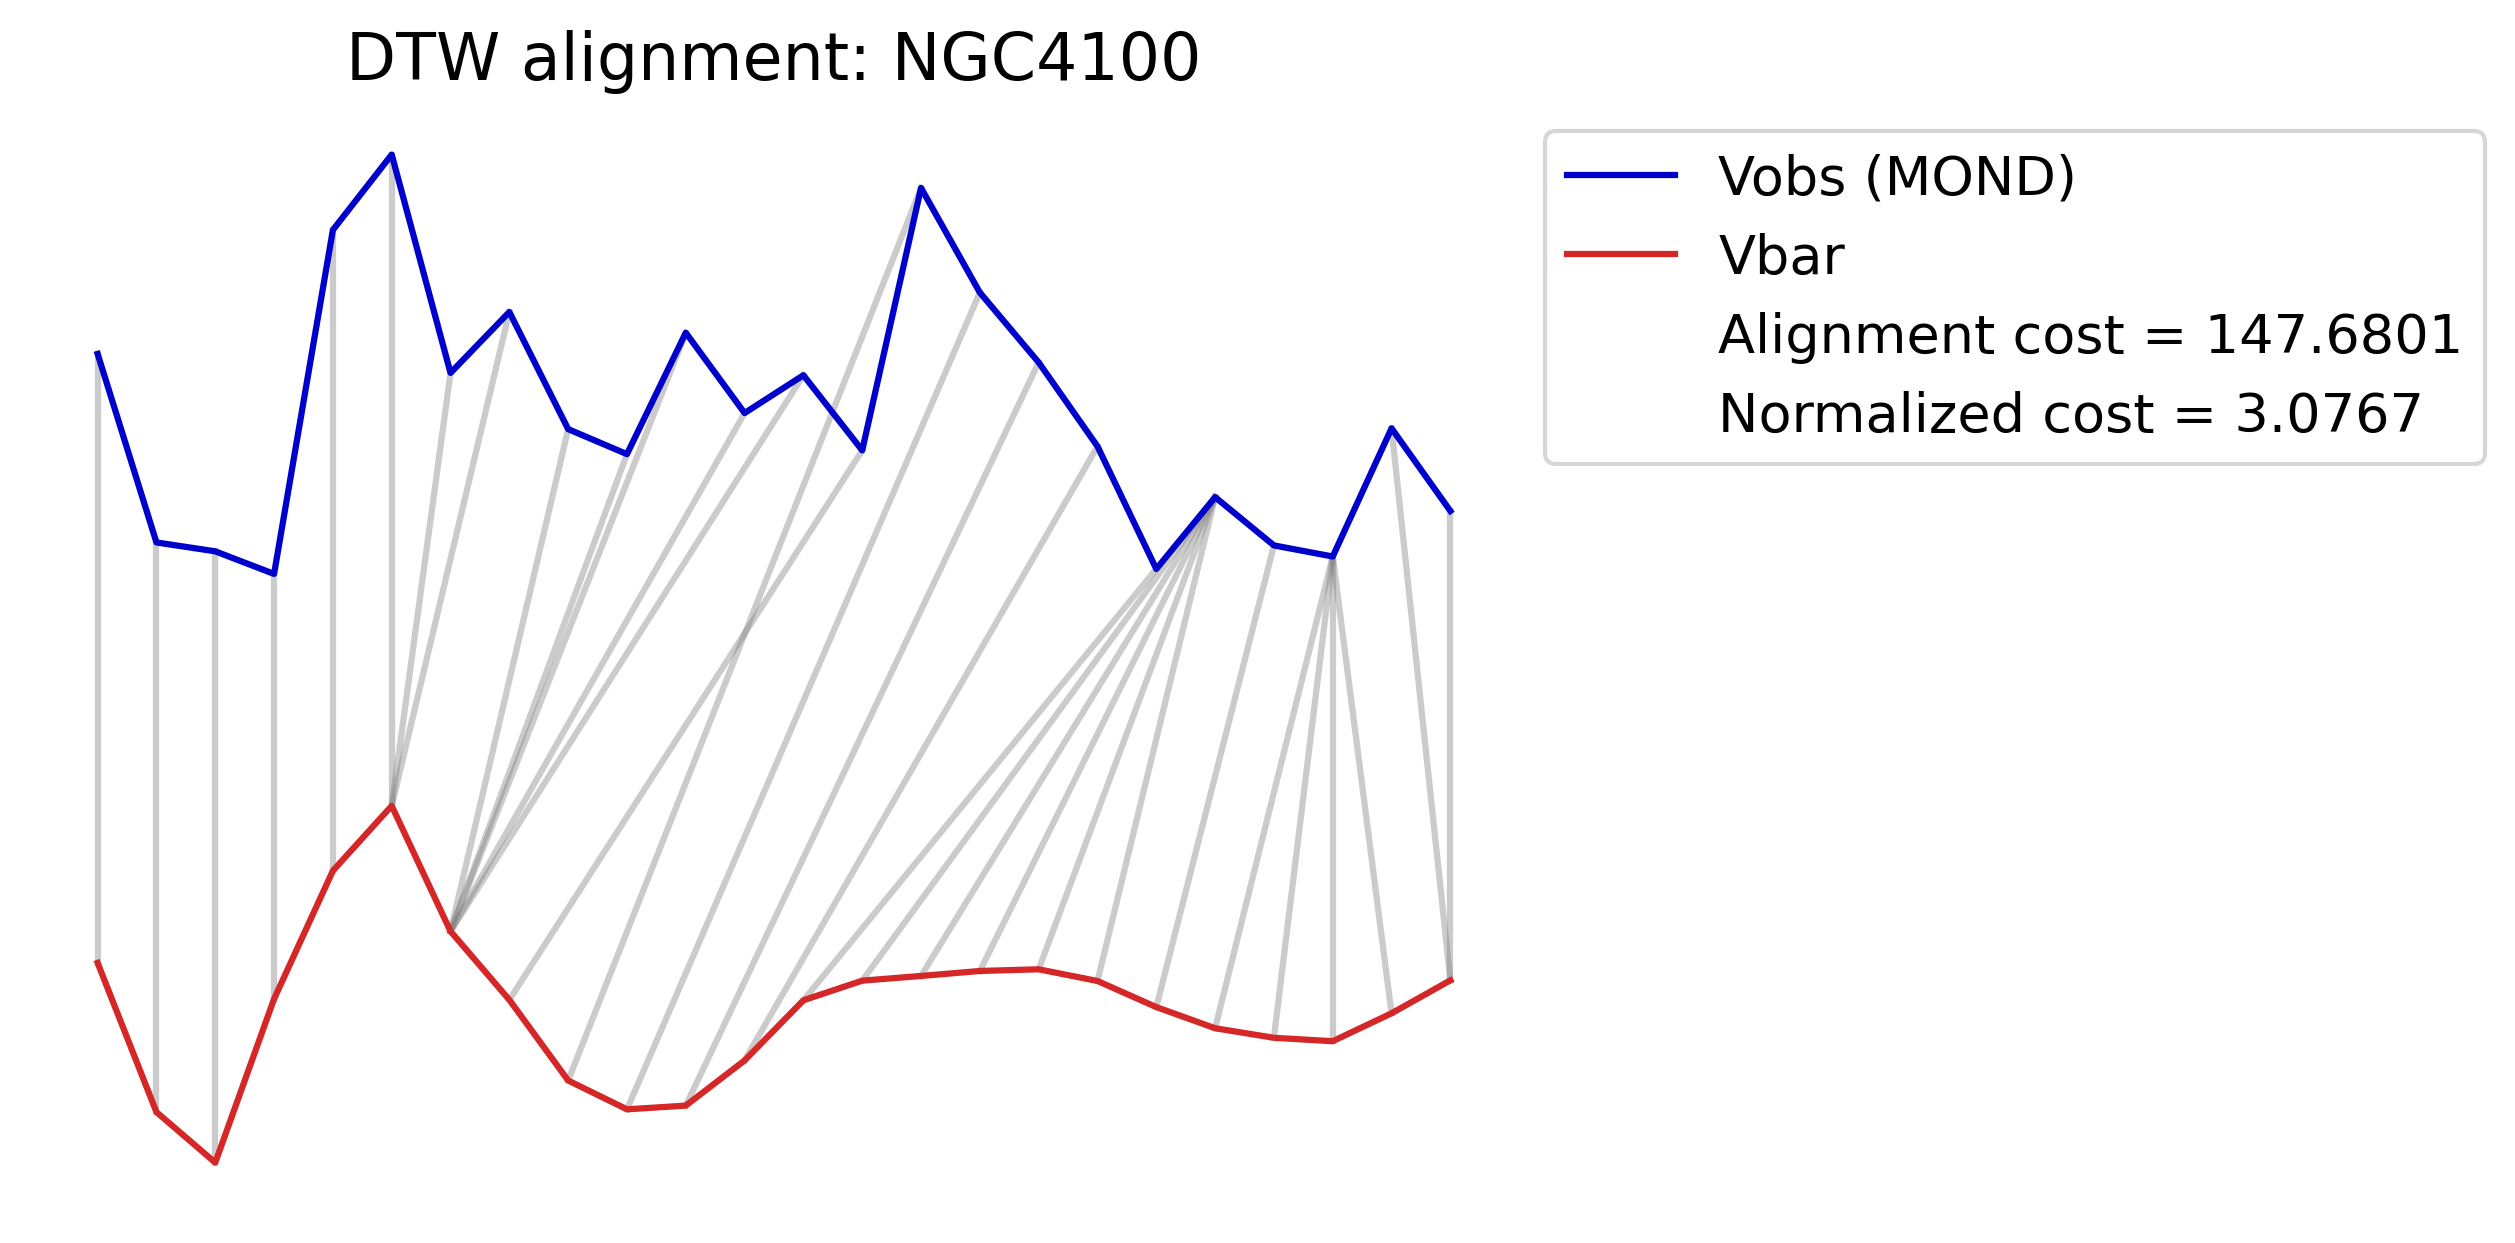 DTW alignment: NGC4100
Vobs (MOND)
Vbar
Alignment cost = 147.6801
Normalized cost = 3.0767